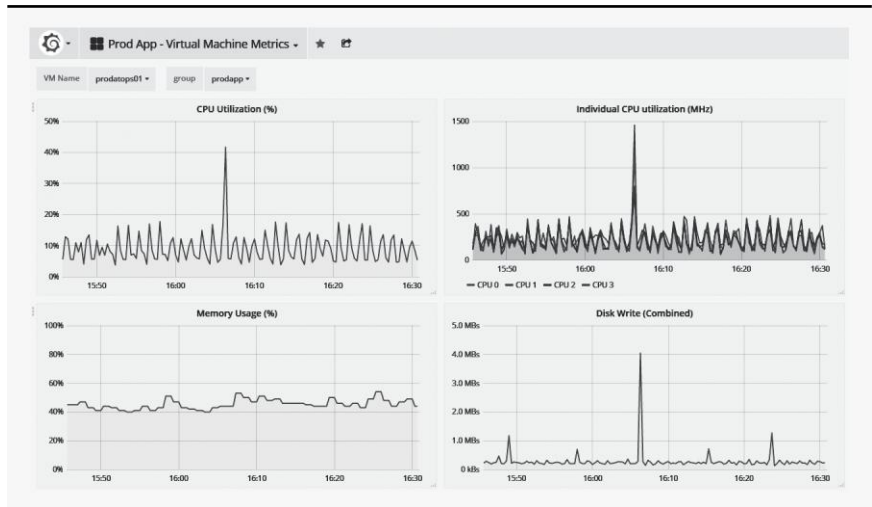 Prod App - Virtual Machine Metrics
VM Name prodatops01 group prodapp
CPU Utilization (%)
50%
40%
30%
20%
10%
0%
15:50 16:00 16:10 16:20 16:30
Individual CPU utilization (MHz)
1500
1000
500
0
15:50 16:00 16:10 16:20 16:30
CPU 0 CPU 1 CPU 2 CPU 3
Memory Usage (%)
100%
80%
60%
40%
20%
0%
15:50 16:00 16:10 16:20 16:30
Disk Write (Combined)
5.0 MBs
4.0 MBs
3.0 MBs
2.0 MBs
1.0 MBs
0 kBs
15:50 16:00 16:10 16:20 16:30